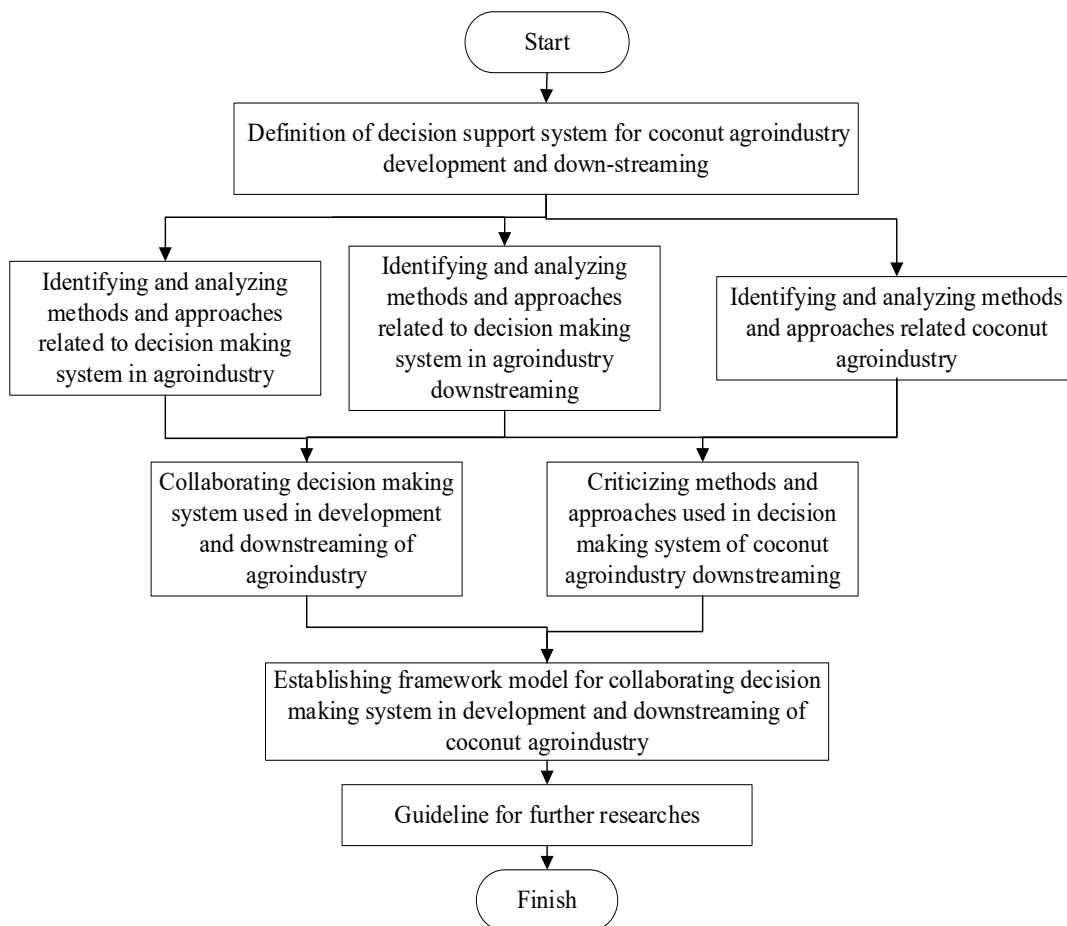 Start
Definition of decision support system for coconut agroindustry
development and down-streaming
Identifying and analyzing
methods and approaches
related to decision making
system in agroindustry
Identifying and analyzing
methods and approaches
related to decision making
system in agroindustry
downstreaming
Identifying and analyzing methods
and approaches related coconut
agroindustry
Collaborating decision making
system used in development
and downstreaming of
agroindustry
Criticizing methods and
approaches used in decision
making system of coconut
agroindustry downstreaming
Establishing framework model for collaborating decision
making system in development and downstreaming of
coconut agroindustry
Guideline for further researches
Finish